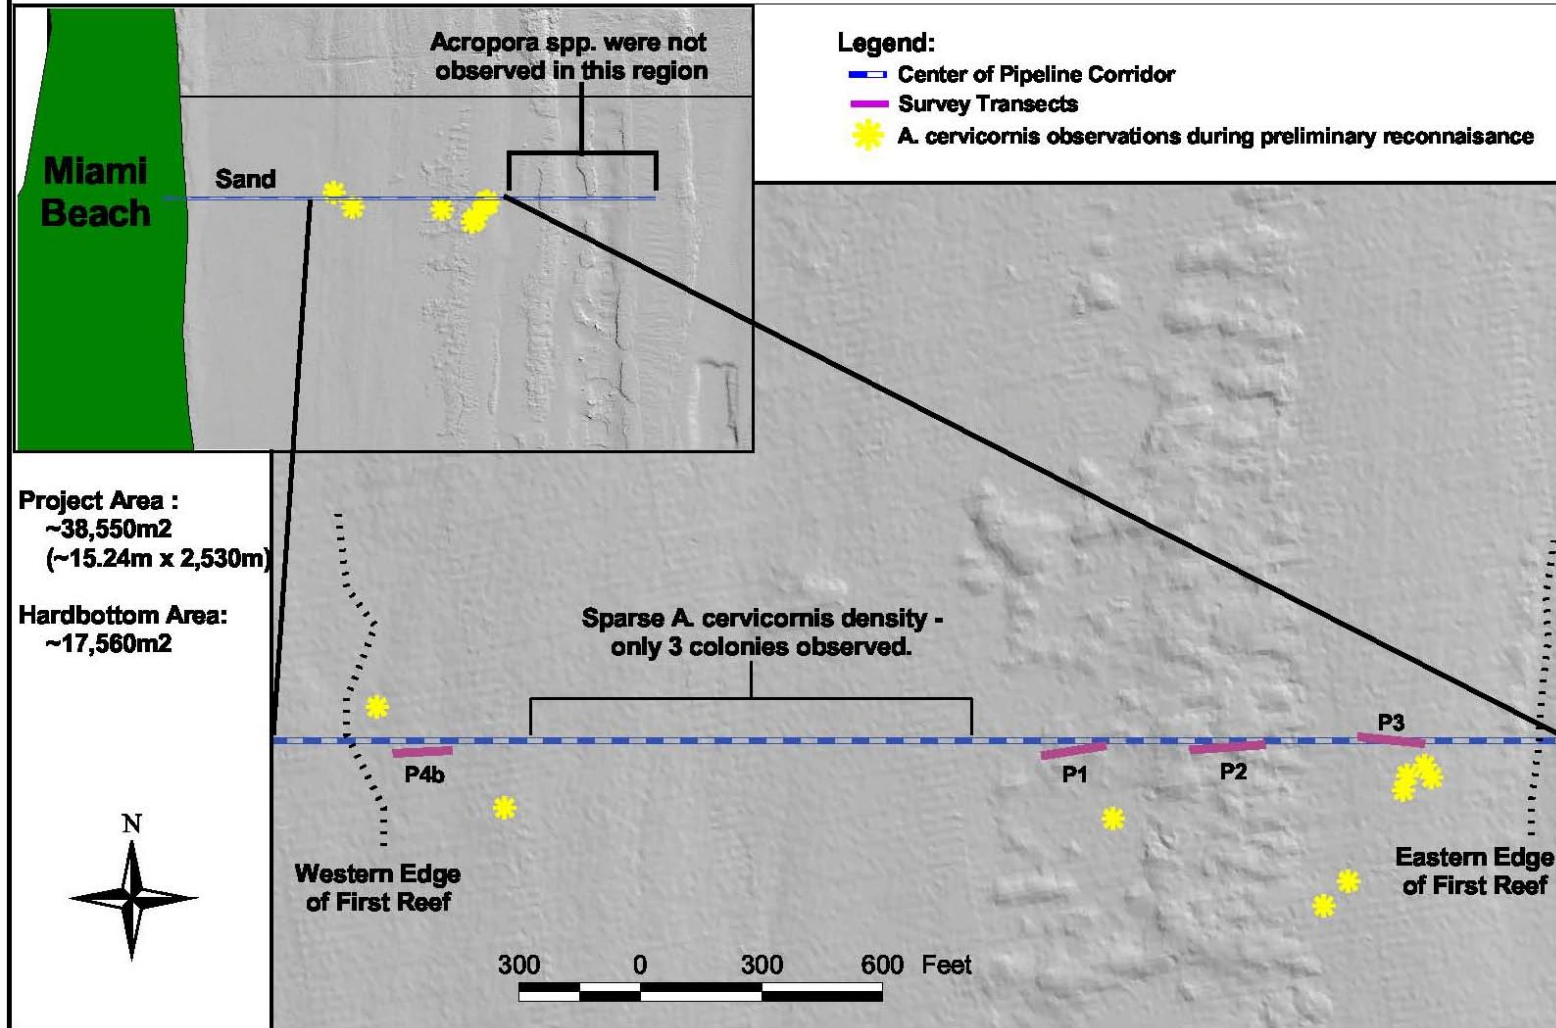 Acropora spp. were not
observed in this region
Miami
Beach
Sand
Legend:
Center of Pipeline Corridor
Survey Transects
A. cervicornis observations during preliminary reconnaisance
Project Area :
~38,550m2
(~15.24m x 2,530m)
Hardbottom Area:
~17,560m2
Sparse A. cervicornis density -
only 3 colonies observed.
P4b
P1
P2
P3
Western Edge
of First Reef
Eastern Edge
of First Reef
N
300 0 300 600 Feet